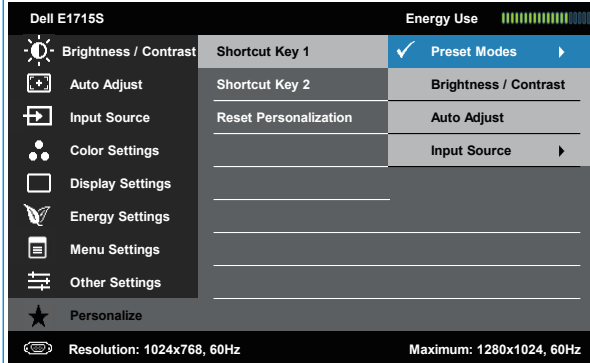 Dell E1715S Energy Use
Brightness / Contrast Shortcut Key 1 Preset Modes
Auto Adjust Shortcut Key 2 Brightness / Contrast
Input Source Reset Personalization Auto Adjust
Color Settings Input Source
Display Settings
Energy Settings
Menu Settings
Other Settings
Personalize
Resolution: 1024x768, 60Hz Maximum: 1280x1024, 60Hz